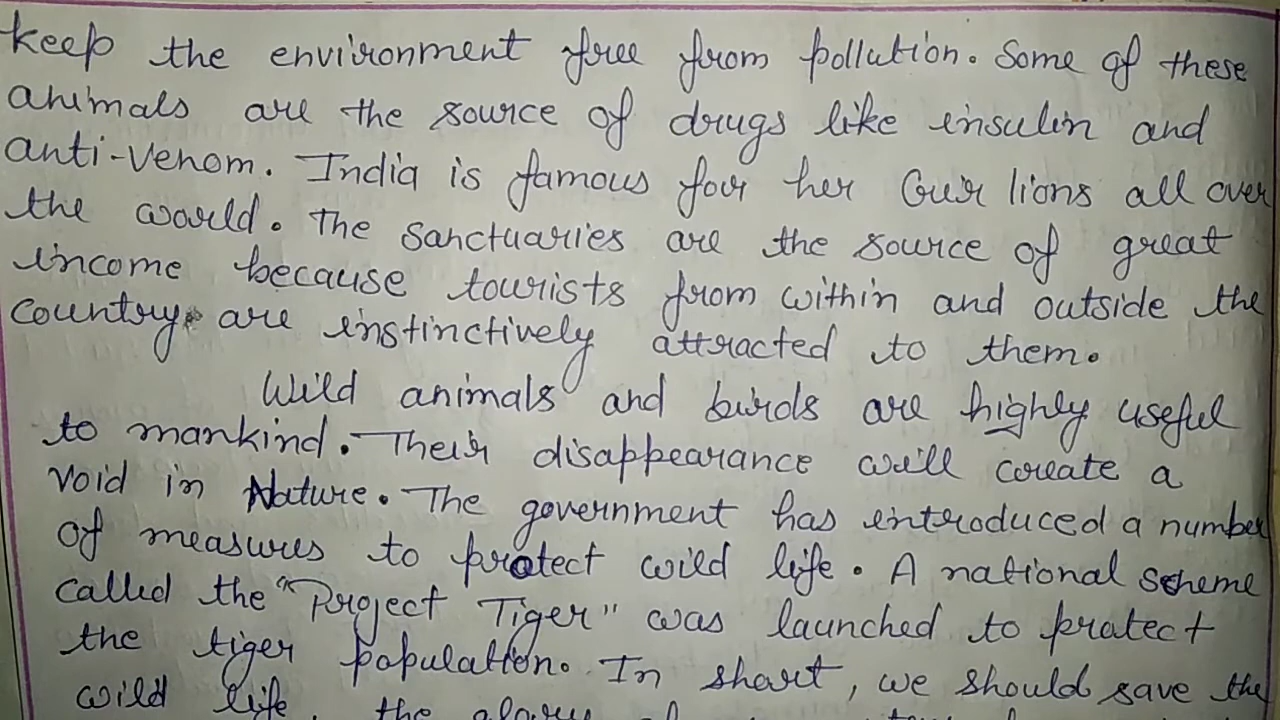 keep the environment free from pollution. Some of these
animals are the source of drugs like insulin and
anti-venom. India is famous for her Guir lions all over
the world. The sanctuaries are the source of great
income because tourists from within and outside the
country are instinctively attracted to them.
Wild animals and birds are highly useful
to mankind. Their disappearance will create a
void in Nature. The government has introduced a number
of measures to protect wild life. A national scheme
called the "Project Tiger" was launched to protect
the tiger population. In short, we should save the
wild life, the glory of